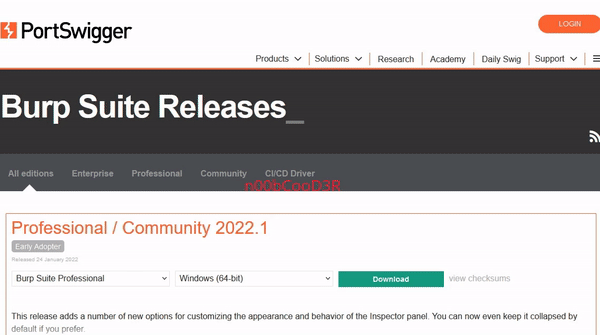 PortSwigger
LOGIN
Products Solutions Research Academy Daily Swig Support
Burp Suite Releases_
All editions Enterprise Professional Community CI/CD Driver
n00bCooD3R
Professional / Community 2022.1
Early Adopter
Released 24 January 2022
Burp Suite Professional Windows (64-bit) Download view checksums
This release adds a number of new options for customizing the appearance and behavior of the Inspector panel. You can now even keep it collapsed by
default if you prefer.